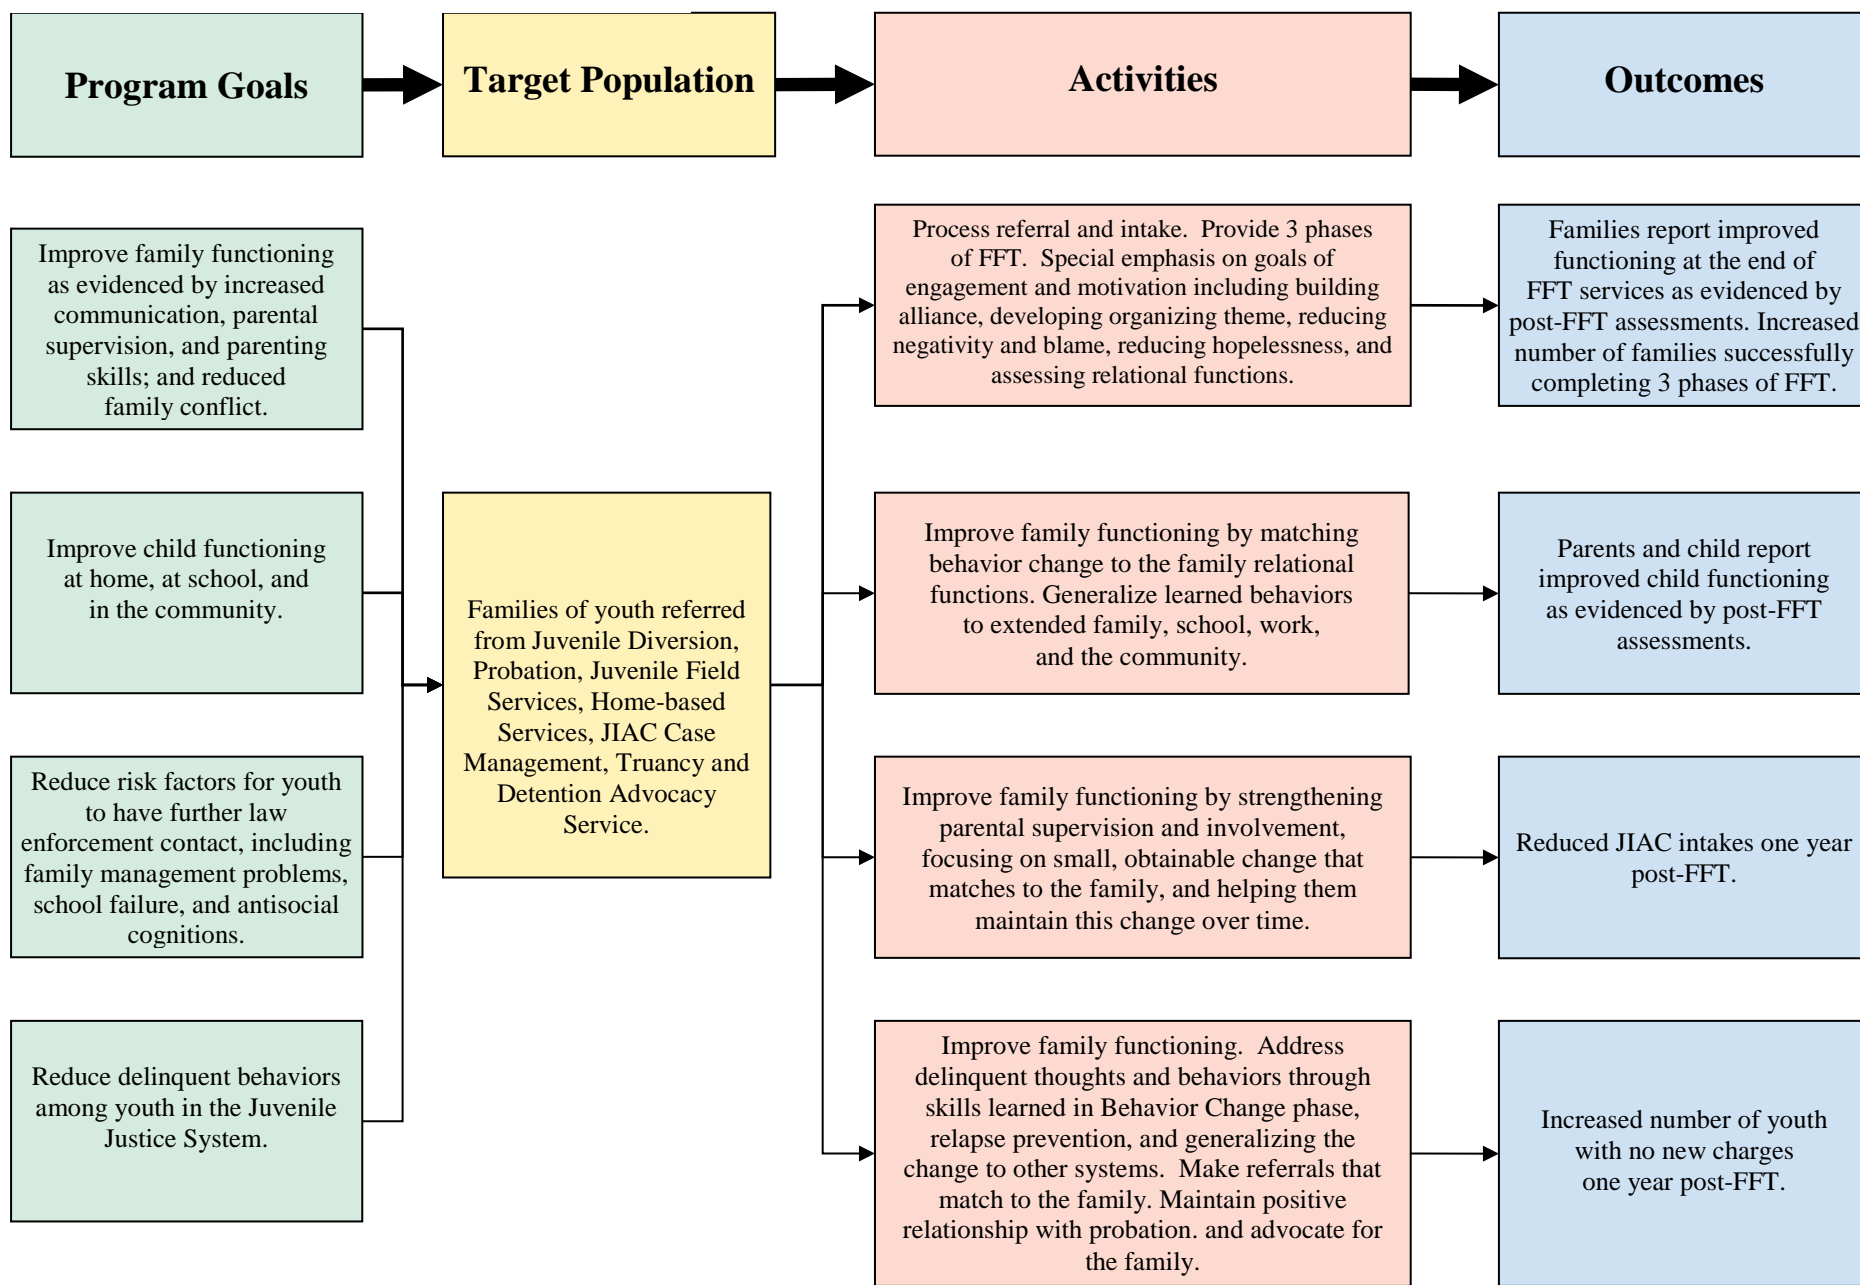 Program Goals
Target Population
Activities
Outcomes
Improve family functioning
as evidenced by increased
communication, parental
supervision, and parenting
skills; and reduced
family conflict.
Improve child functioning
at home, at school, and
in the community.
Reduce risk factors for youth
to have further law
enforcement contact, including
family management problems,
school failure, and antisocial
cognitions.
Reduce delinquent behaviors
among youth in the Juvenile
Justice System.
Families of youth referred
from Juvenile Diversion,
Probation, Juvenile Field
Services, Home-based
Services, JIAC Case
Management, Truancy and
Detention Advocacy
Service.
Process referral and intake.  Provide 3 phases
of FFT.  Special emphasis on goals of
engagement and motivation including building
alliance, developing organizing theme, reducing
negativity and blame, reducing hopelessness, and
assessing relational functions.
Improve family functioning by matching
behavior change to the family relational
functions. Generalize learned behaviors
to extended family, school, work,
and the community.
Improve family functioning by strengthening
parental supervision and involvement,
focusing on small, obtainable change that
matches to the family, and helping them
maintain this change over time.
Improve family functioning.  Address
delinquent thoughts and behaviors through
skills learned in Behavior Change phase,
relapse prevention, and generalizing the
change to other systems.  Make referrals that
match to the family. Maintain positive
relationship with probation. and advocate for
the family.
Families report improved
functioning at the end of
FFT services as evidenced by
post-FFT assessments. Increased
number of families successfully
completing 3 phases of FFT.
Parents and child report
improved child functioning
as evidenced by post-FFT
assessments.
Reduced JIAC intakes one year
post-FFT.
Increased number of youth
with no new charges
one year post-FFT.